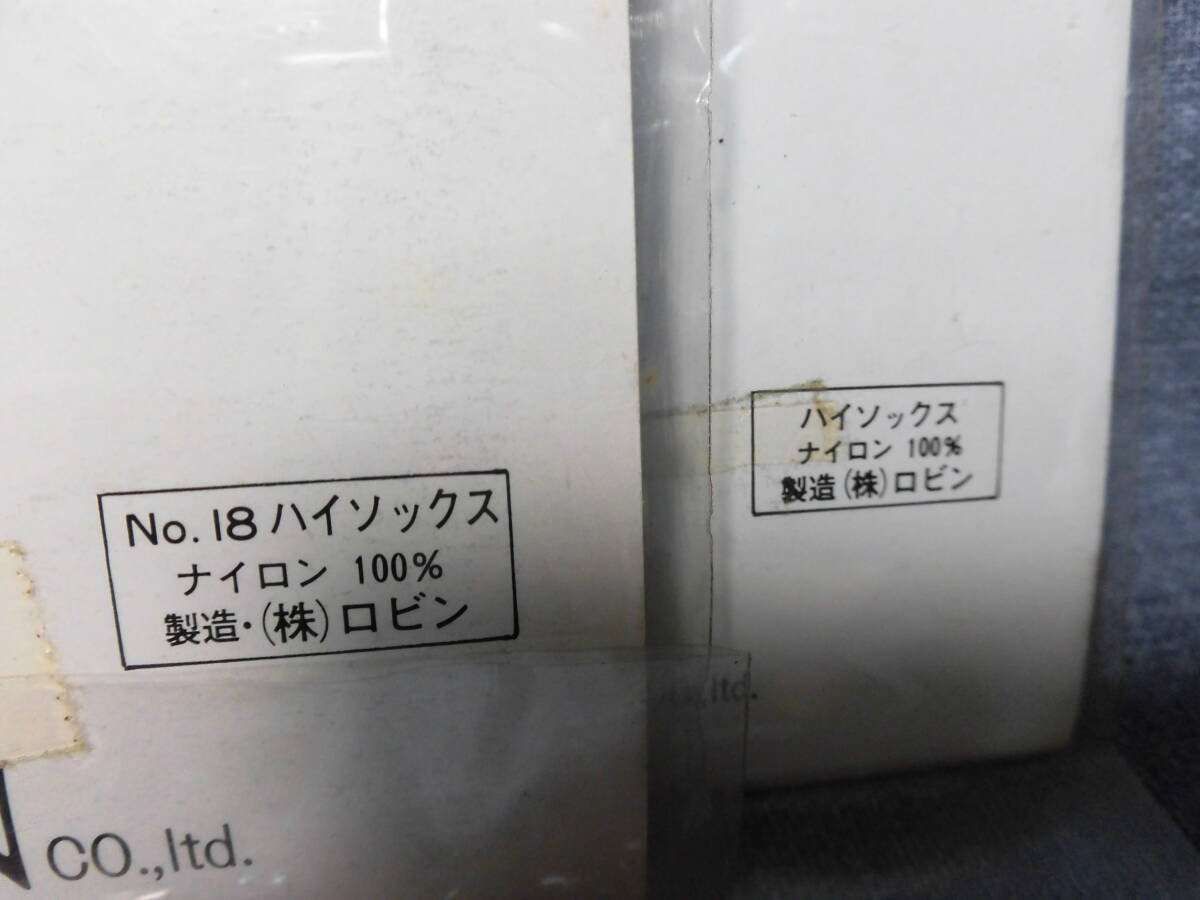 No.18 ハイソックス
ナイロン 100%
製造・(株)ロビン
CO.,ltd.
ハイソックス
ナイロン 100%
製造(株)ロビン
ltd.